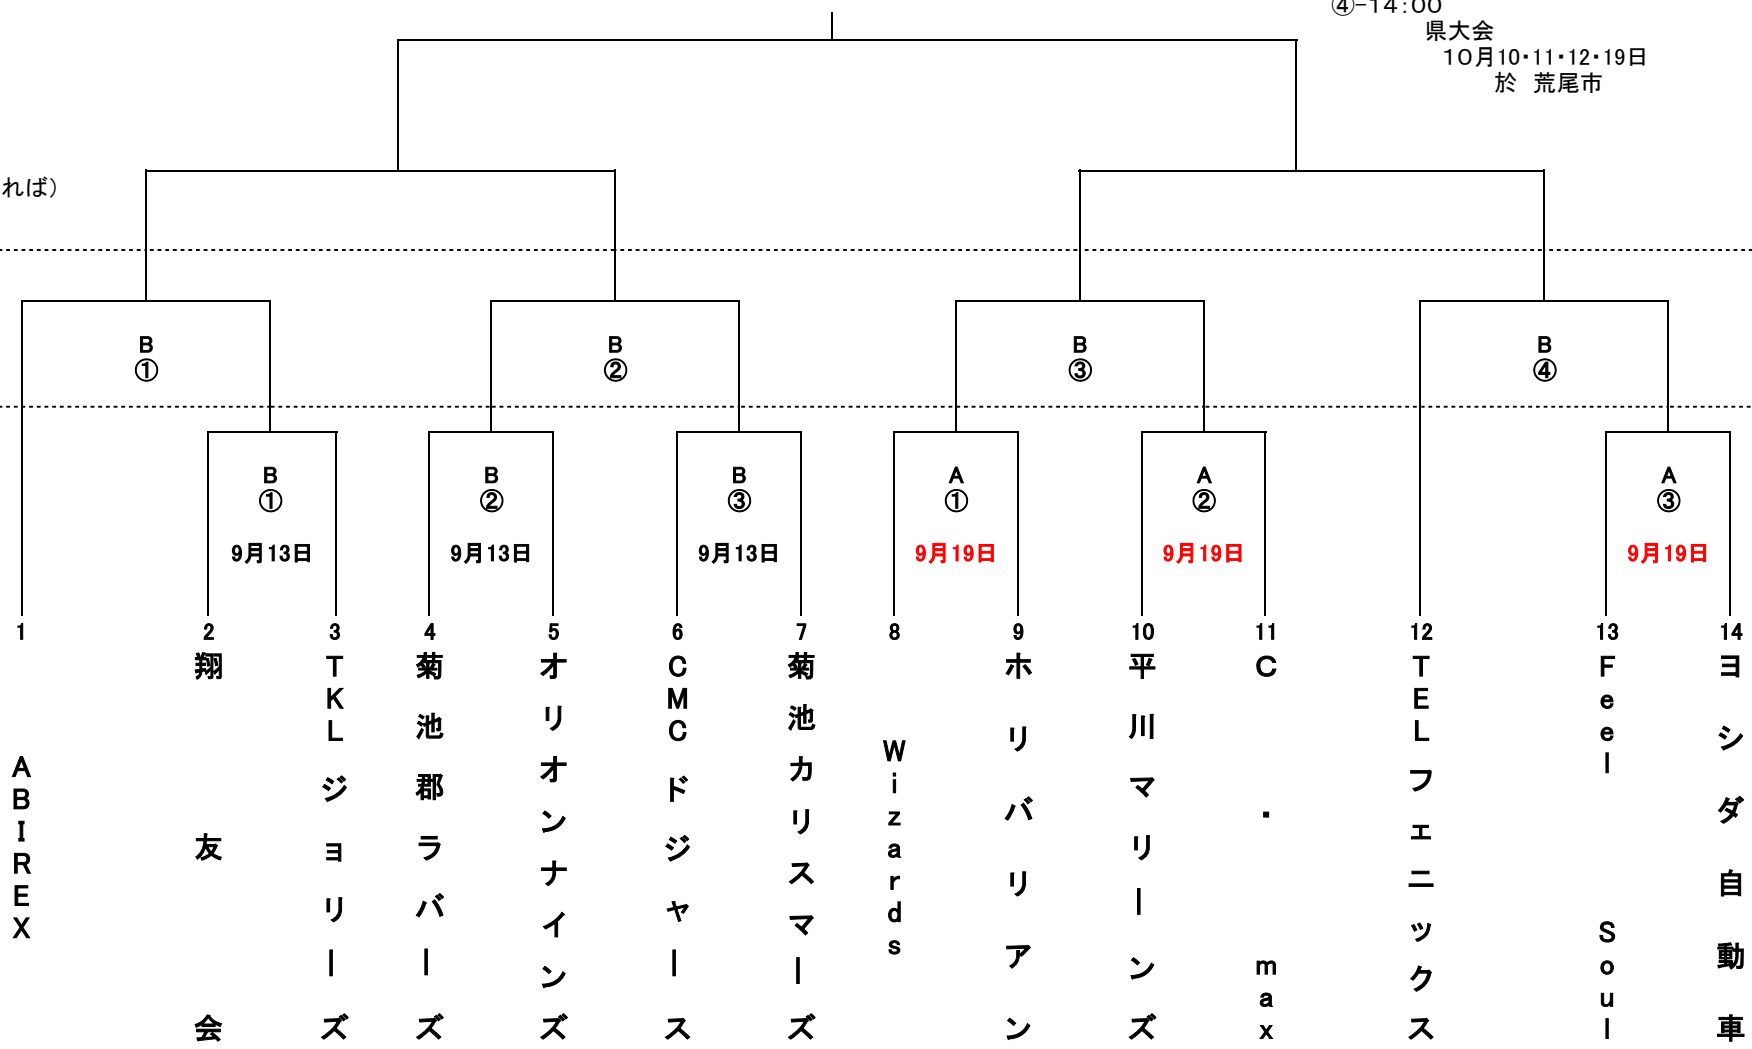 ④-14:00
県大会
10月10・11・12・19日
於 荒尾市
れば）
B
①
B
②
B
③
B
④
B
①
9月13日
B
②
9月13日
B
③
9月13日
A
①
9月19日
A
②
9月19日
A
③
9月19日
1
ABIREX
2
翔友会
3
TKLジョリーズ
4
菊池郡ラバーズ
5
オリオンナインズ
6
CMCドジャース
7
菊池カリスマーズ
8
Wizards
9
ホリバリアン
10
平川マリーンズ
11
C・max
12
TELフェニックス
13
Feel Soul
14
ヨシダ自動車